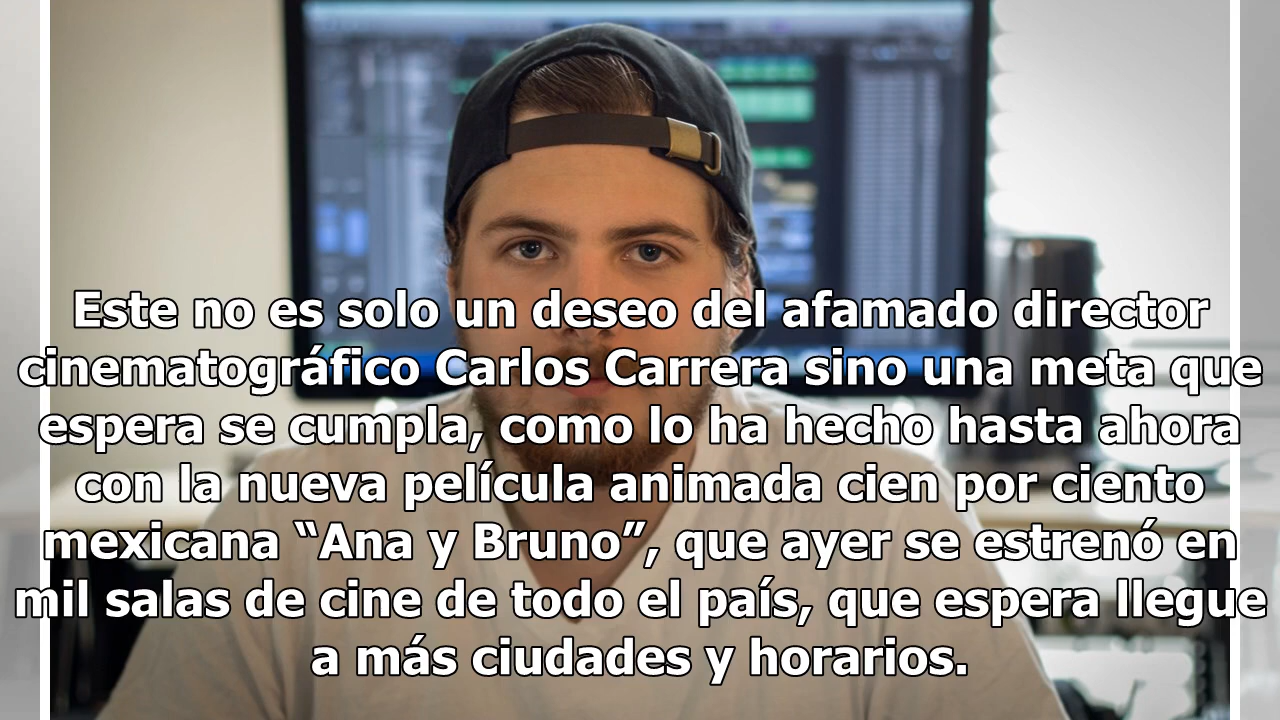 Este no es solo un deseo del afamado director
cinematográfico Carlos Carrera sino una meta que
espera se cumpla, como lo ha hecho hasta ahora
con la nueva película animada cien por ciento
mexicana “Ana y Bruno”, que ayer se estrenó en
mil salas de cine de todo el país, que espera llegue
a más ciudades y horarios.